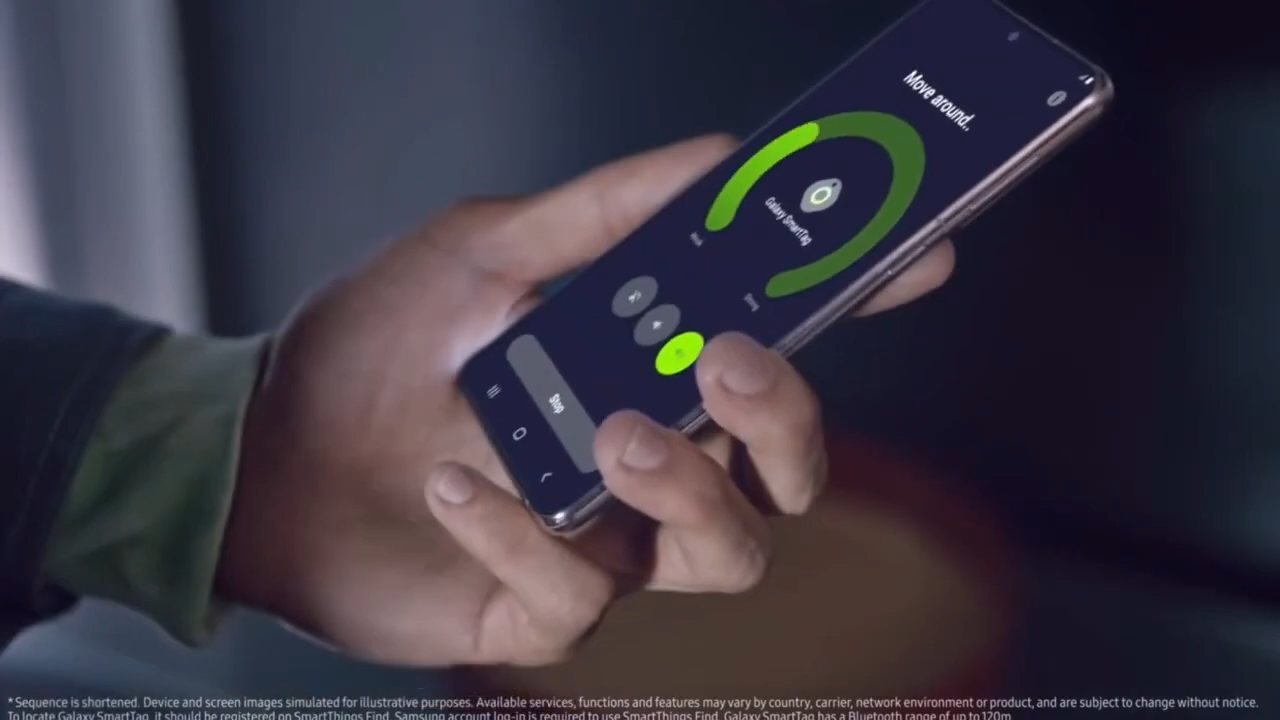 Move around..
Galaxy SmartTag
Weak
Strong
Stop
* Sequence is shortened. Device and screen images simulated for illustrative purposes. Available services, functions and features may vary by country, carrier, network environment or product, and are subject to change without notice.
To locate Galaxy SmartTag, it should be registered on SmartThings Find. Samsung account log-in is required to use SmartThings Find. Galaxy SmartTag has a Bluetooth range of up to 120m.